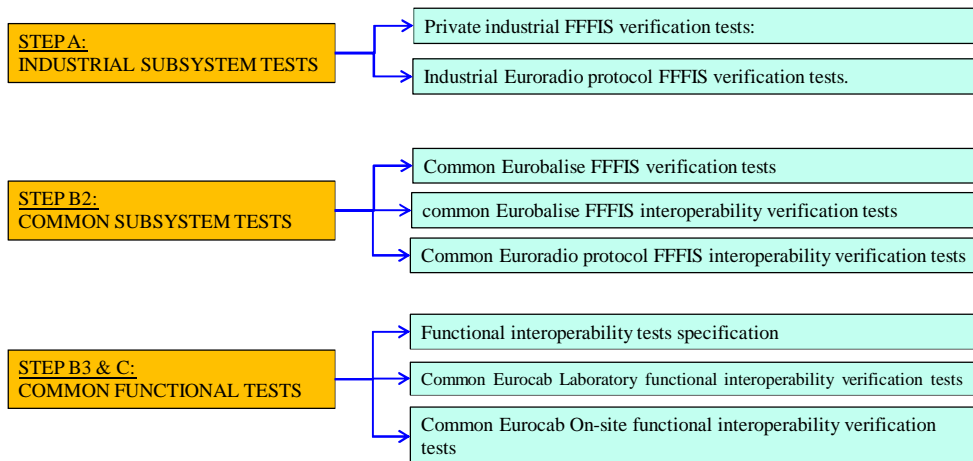 STEP A:
INDUSTRIAL SUBSYSTEM TESTS
Private industrial FFFIS verification tests:
Industrial Euroradio protocol FFFIS verification tests.
STEP B2:
COMMON SUBSYSTEM TESTS
Common Eurobalise FFFIS verification tests
common Eurobalise FFFIS interoperability verification tests
Common Euroradio protocol FFFIS interoperability verification tests
STEP B3 & C:
COMMON FUNCTIONAL TESTS
Functional interoperability tests specification
Common Eurocab Laboratory functional interoperability verification tests
Common Eurocab On-site functional interoperability verification
tests